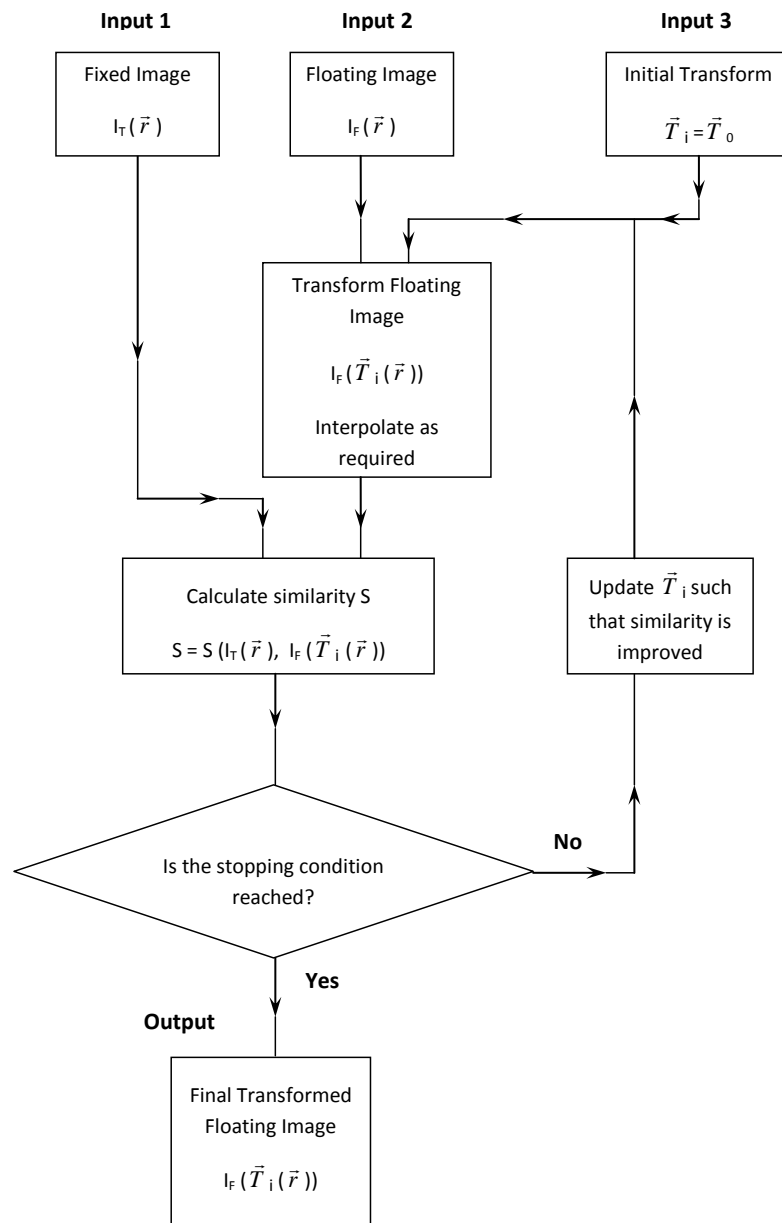 Input 1
Input 2
Input 3
Fixed Image
I_T(r⃗)
Floating Image
I_F(r⃗)
Initial Transform
T⃗_i = T⃗_0
Transform Floating
Image
I_F(T⃗_i(r⃗))
Interpolate as
required
Calculate similarity S
S = S (I_T(r⃗), I_F(T⃗_i(r⃗))
Update T⃗_i such
that similarity is
improved
Is the stopping condition
reached?
No
Yes
Output
Final Transformed
Floating Image
I_F(T⃗_i(r⃗))